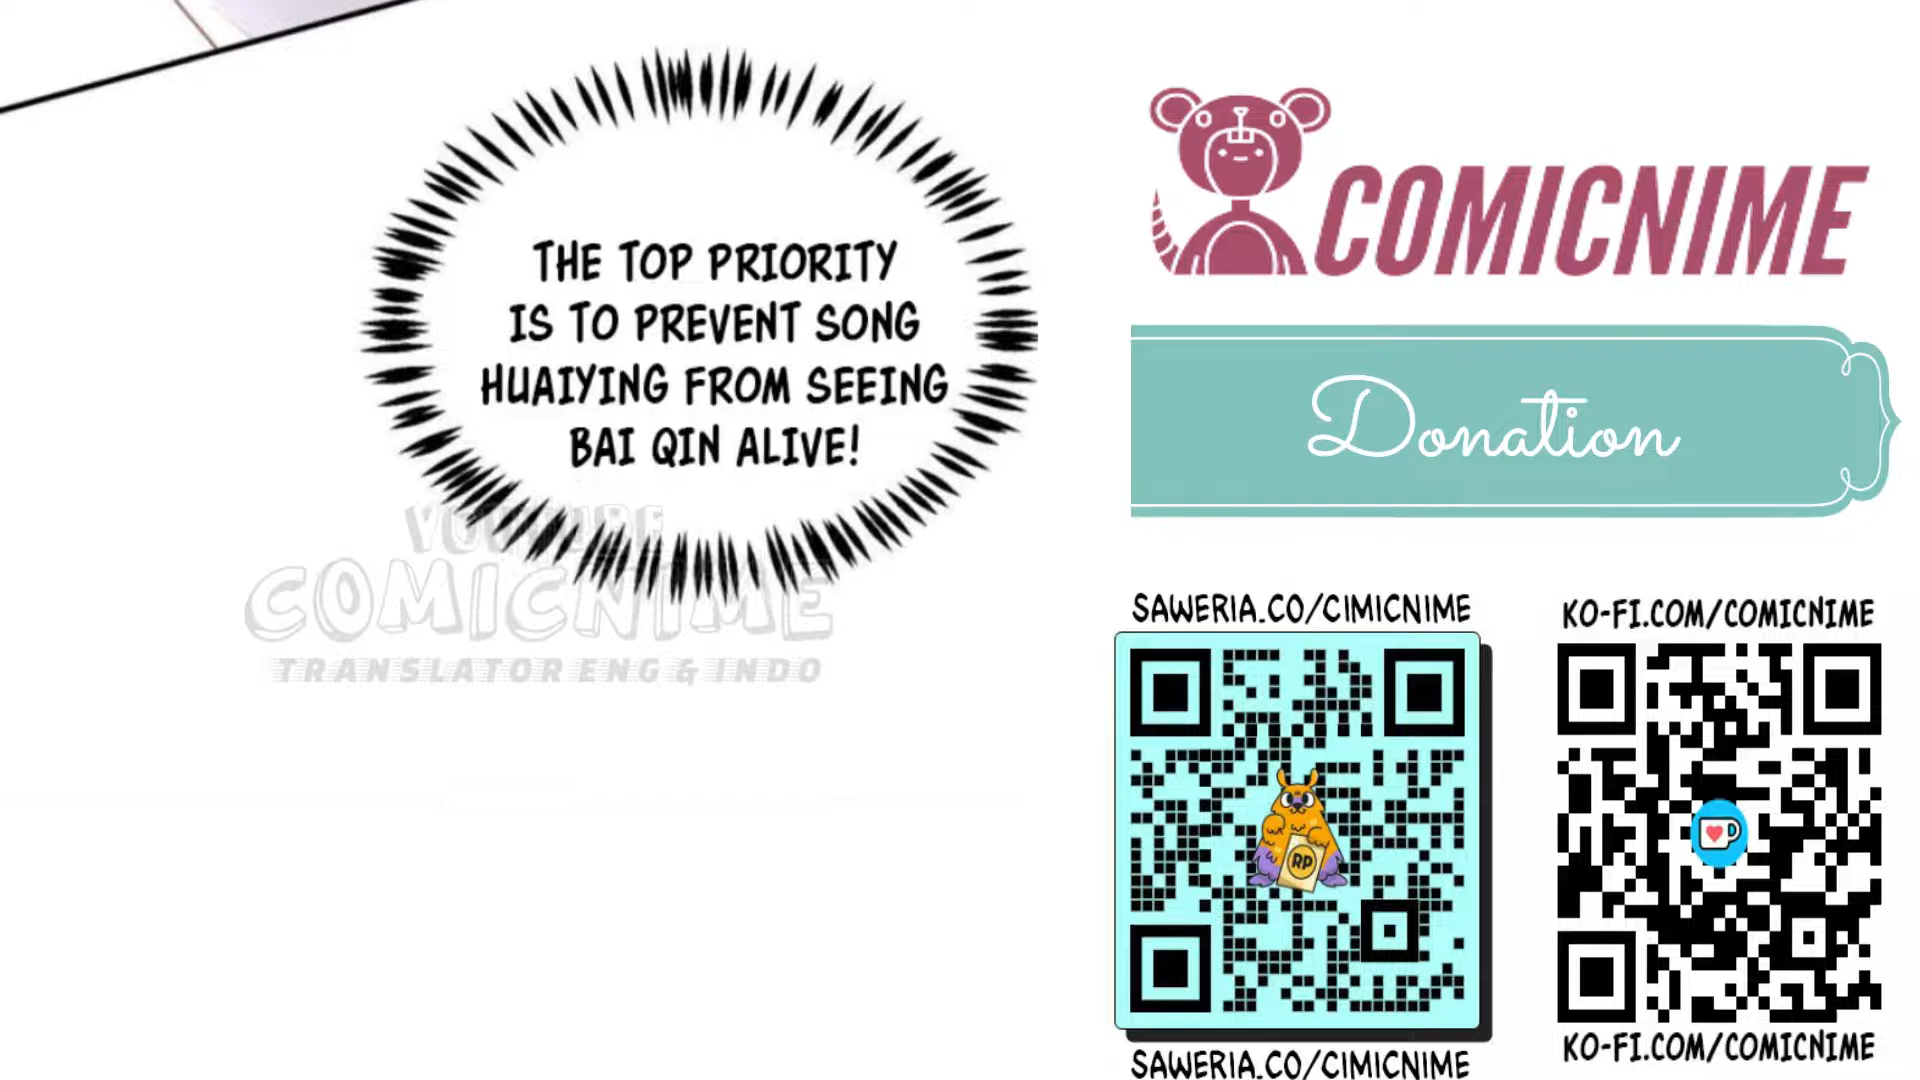 THE TOP PRIORITY
IS TO PREVENT SONG
HUAIYING FROM SEEING
BAI QIN ALIVE!
YOUTUBE
COMICNIME
TRANSLATOR ENG & INDO
COMICNIME
Donation
SAWERIA.CO/CIMICNIME
KO-FI.COM/COMICNIME
RP
KO-FI.COM/COMICNIME
SAWERIA.CO/CIMICNIME